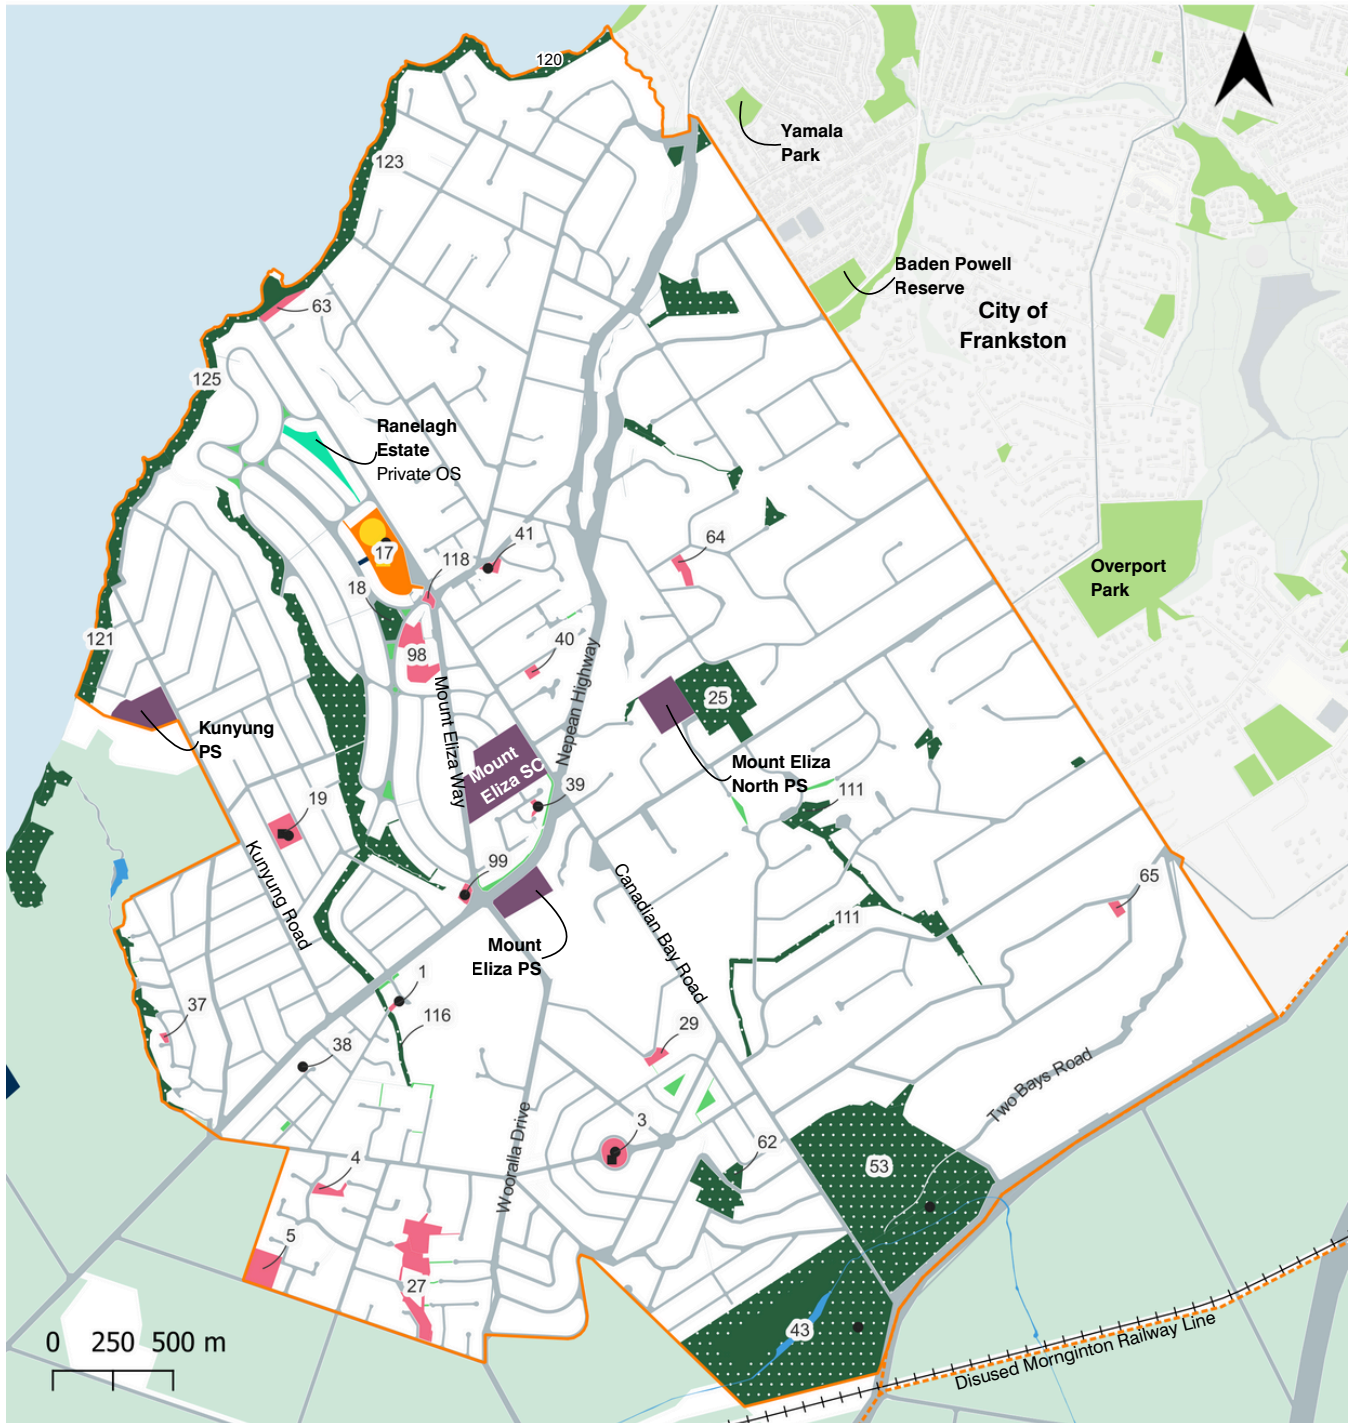 120
Yamala
Park
123
Baden Powell
Reserve
City of
Frankston
63
125
Ranelagh
Estate
Private OS
41
17
118
64
18
Overport
Park
121
40
98
Nepean Highway
25
Mount Eliza Way
Kunyung
PS
Mount
Eliza SC
Mount Eliza
North PS
39
111
19
Kunyung Road
99
Canadian Bay Road
65
111
Mount
Eliza PS
1
37
116
38
29
Two Bays Road
3
62
Wooralla Drive
4
53
5
27
43
0 250 500 m
Disused Mornginton Railway Line